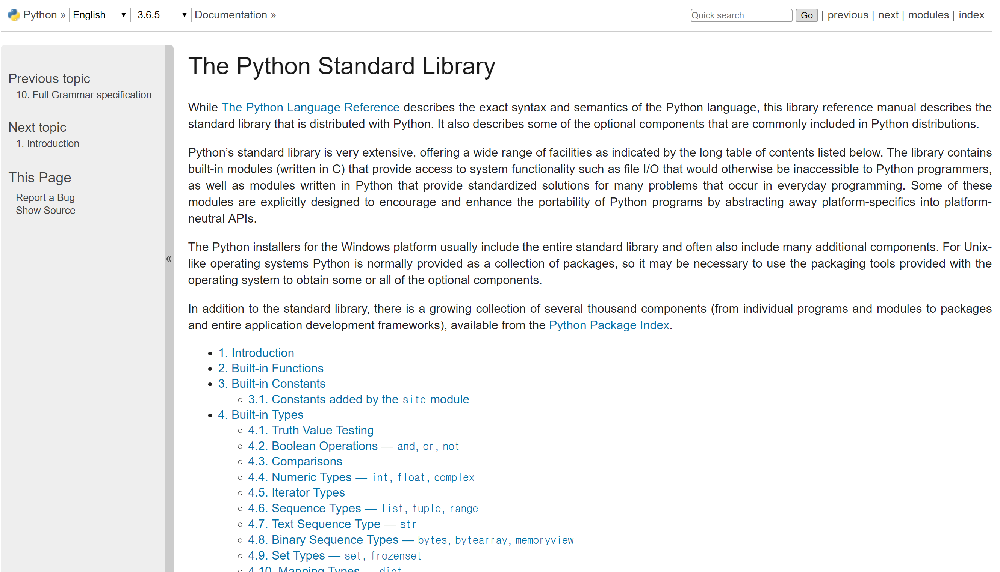 Python » English 3.6.5 Documentation » Quick search Go | previous | next | modules | index
Previous topic
10. Full Grammar specification
Next topic
1. Introduction
This Page
Report a Bug
Show Source
«
The Python Standard Library
While The Python Language Reference describes the exact syntax and semantics of the Python language, this library reference manual describes the
standard library that is distributed with Python. It also describes some of the optional components that are commonly included in Python distributions.
Python’s standard library is very extensive, offering a wide range of facilities as indicated by the long table of contents listed below. The library contains
built-in modules (written in C) that provide access to system functionality such as file I/O that would otherwise be inaccessible to Python programmers,
as well as modules written in Python that provide standardized solutions for many problems that occur in everyday programming. Some of these
modules are explicitly designed to encourage and enhance the portability of Python programs by abstracting away platform-specifics into platform-
neutral APIs.
The Python installers for the Windows platform usually include the entire standard library and often also include many additional components. For Unix-
like operating systems Python is normally provided as a collection of packages, so it may be necessary to use the packaging tools provided with the
operating system to obtain some or all of the optional components.
In addition to the standard library, there is a growing collection of several thousand components (from individual programs and modules to packages
and entire application development frameworks), available from the Python Package Index.
1. Introduction
2. Built-in Functions
3. Built-in Constants
3.1. Constants added by the site module
4. Built-in Types
4.1. Truth Value Testing
4.2. Boolean Operations — and, or, not
4.3. Comparisons
4.4. Numeric Types — int, float, complex
4.5. Iterator Types
4.6. Sequence Types — list, tuple, range
4.7. Text Sequence Type — str
4.8. Binary Sequence Types — bytes, bytearray, memoryview
4.9. Set Types — set, frozenset
4.10. Mapping Types — dict